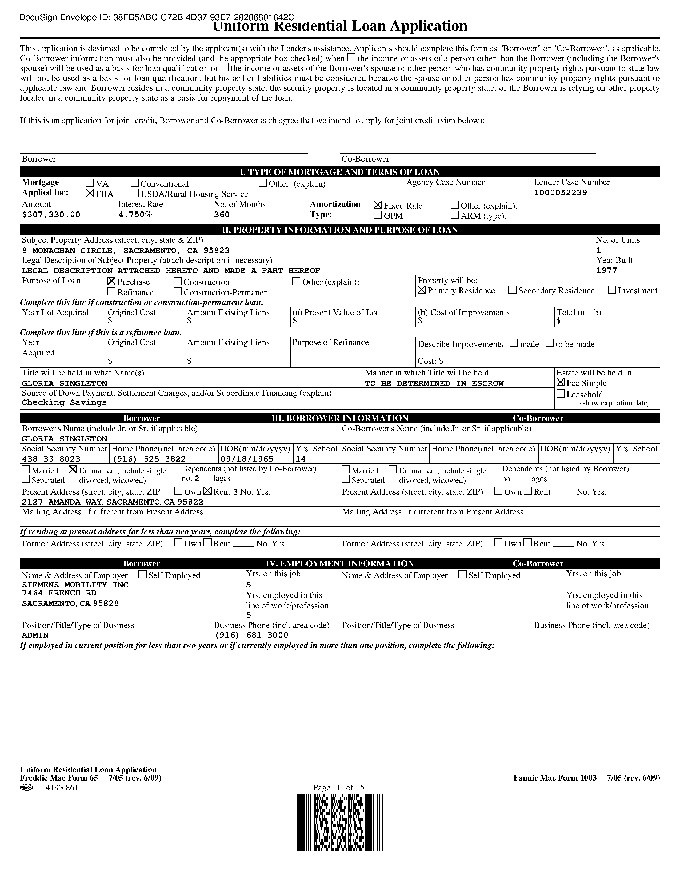 DocuSign Envelope ID:
Uniform Residential Loan Application
This application is designed to be completed by the applicant(s) with the Lender's assistance. Applicants should complete this form as "Borrower" or "Co-Borrower", as applicable.
Co-Borrower information must also be provided (and the appropriate box checked) when the income or assets of a person other than the Borrower (including the Borrower's
spouse) will be used as a basis for loan qualification or the income or assets of the Borrower's spouse or other person who has community property rights pursuant to state law
will not be used as a basis for loan qualification, but his or her liabilities must be considered because the spouse or other person has community property rights pursuant to
applicable law and Borrower resides in a community property state, the security property is located in a community property state, or the Borrower is relying on other property
located in a community property state as a basis for repayment of the loan.
If this is an application for joint credit, Borrower and Co-Borrower each agree that we intend to apply for joint credit (sign below):
Borrower Co-Borrower
I. TYPE OF MORTGAGE AND TERMS OF LOAN
Mortgage VA Conventional Other (explain) Agency Case Number Lender Case Number
Applied for: FHA USDA/Rural Housing Service 1000052239
Amount Interest Rate No. of Months Amortization Fixed Rate Other (explain):
$307,330.00 4.750% 360 Type: GPM ARM (type):
II. PROPERTY INFORMATION AND PURPOSE OF LOAN
Subject Property Address (street, city, state & ZIP) No. of Units
8 MONAGHAN CIRCLE, SACRAMENTO, CA 95823 1
Legal Description of Subject Property (attach description if necessary) Year Built
LEGAL DESCRIPTION ATTACHED HERETO AND MADE A PART HEREOF 1977
Purpose of Loan Purchase Construction Other (explain): Property will be:
Refinance Construction-Permanent Primary Residence Secondary Residence Investment
Complete this line if construction or construction-permanent loan.
Year Lot Acquired Original Cost Amount Existing Liens (a) Present Value of Lot (b) Cost of Improvements Total
$ $ $ $ $
Complete this line if this is a refinance loan.
Year Original Cost Amount Existing Liens Purpose of Refinance Describe Improvements made to be made
Acquired
$ $ Cost: $
Title will be held in what Name(s) Manner in which Title will be held Estate will be held in
GLORIA SINGLETON TO BE DETERMINED IN ESCROW Fee Simple
Source of Down Payment, Settlement Charges, and/or Subordinate Financing (explain) Leasehold
Checking Savings (show expiration date)
Borrower III. BORROWER INFORMATION Co-Borrower
Borrower's Name (include Jr. or Sr. if applicable) Co-Borrower's Name (include Jr. or Sr. if applicable)
GLORIA SINGLETON
Social Security Number Home Phone (incl. area code) DOB (mm/dd/yyyy) Yrs. School Social Security Number Home Phone (incl. area code) DOB (mm/dd/yyyy) Yrs. School
438 33 8023 (916) 525 3822 09/18/1965 14
Married Unmarried (include single, Dependents (not listed by Co-Borrower) Married Unmarried (include single, Dependents (not listed by Borrower)
Separated divorced, widowed) no. 2 ages Separated divorced, widowed) no. ages
Present Address (street, city, state, ZIP) Own Rent 3 No. Yrs. Present Address (street, city, state, ZIP) Own Rent No. Yrs.
2127 AMANDA WAY, SACRAMENTO, CA 95822
Mailing Address, if different from Present Address Mailing Address, if different from Present Address
If residing at present address for less than two years, complete the following:
Former Address (street, city, state, ZIP) Own Rent No. Yrs. Former Address (street, city, state, ZIP) Own Rent No. Yrs.
Borrower IV. EMPLOYMENT INFORMATION Co-Borrower
Name & Address of Employer Self Employed Yrs. on this job Name & Address of Employer Self Employed Yrs. on this job
SIEMENS MOBILITY INC 5
7464 FRENCH RD Yrs. employed in this Yrs. employed in this
SACRAMENTO, CA 95828 line of work/profession line of work/profession
5
Position/Title/Type of Business Business Phone (incl. area code) Position/Title/Type of Business Business Phone (incl. area code)
ADMIN (916) 681 3000
If employed in current position for less than two years or if currently employed in more than one position, complete the following:
Uniform Residential Loan Application
Freddie Mac Form 65 7/05 (rev. 6/09) Fannie Mae Form 1003 7/05 (rev. 6/09)
Page 1 of 5